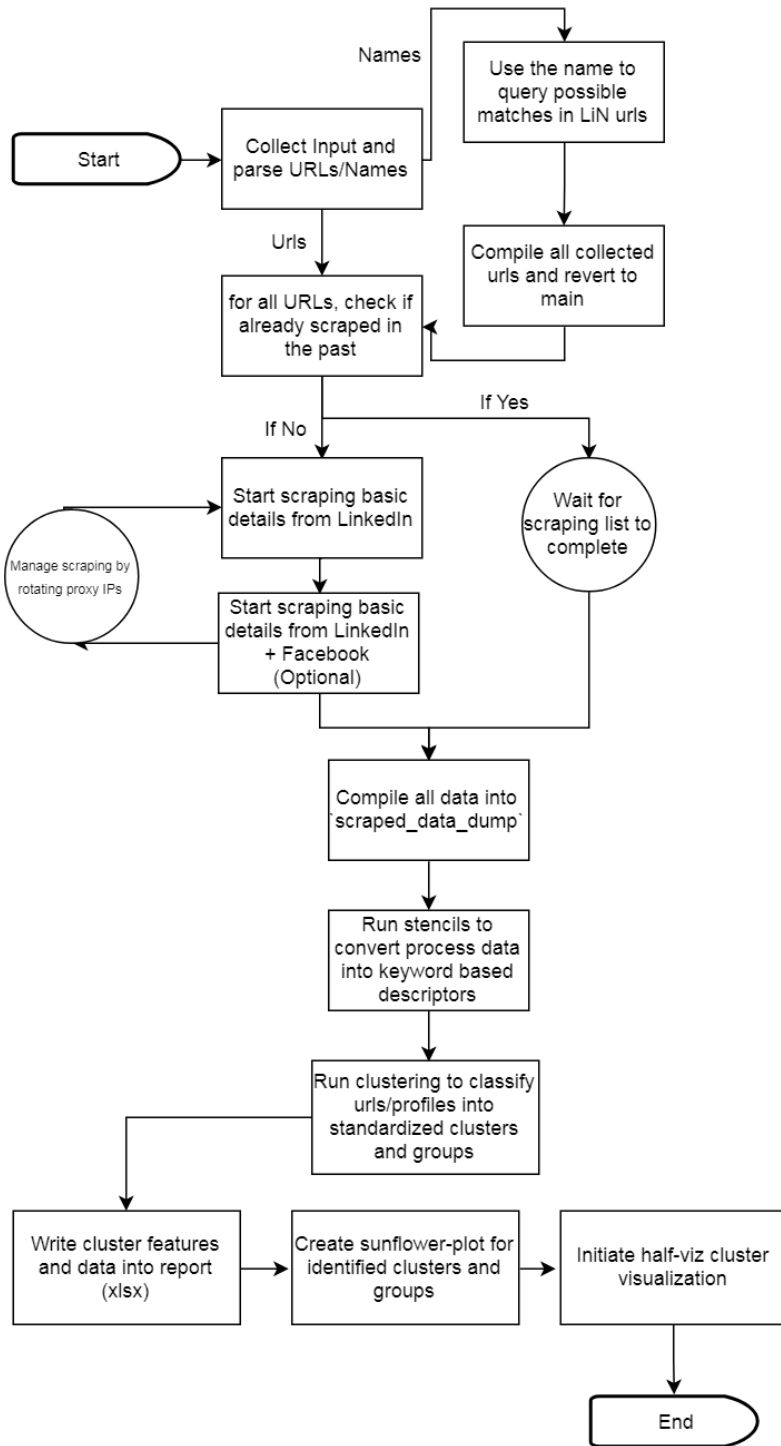 Names
Use the name to
query possible
matches in LiN urls
Start
Collect Input and
parse URLs/Names
Urls
Compile all collected
urls and revert to
main
for all URLs, check if
already scraped in
the past
If Yes
If No
Start scraping basic
details from LinkedIn
Wait for
scraping list to
complete
Manage scraping by
rotating proxy IPs
Start scraping basic
details from LinkedIn
+ Facebook
(Optional)
Compile all data into
`scraped_data_dump`
Run stencils to
convert process data
into keyword based
descriptors
Run clustering to classify
urls/profiles into
standardized clusters
and groups
Write cluster features
and data into report
(xlsx)
Create sunflower-plot for
identified clusters and
groups
Initiate half-viz cluster
visualization
End